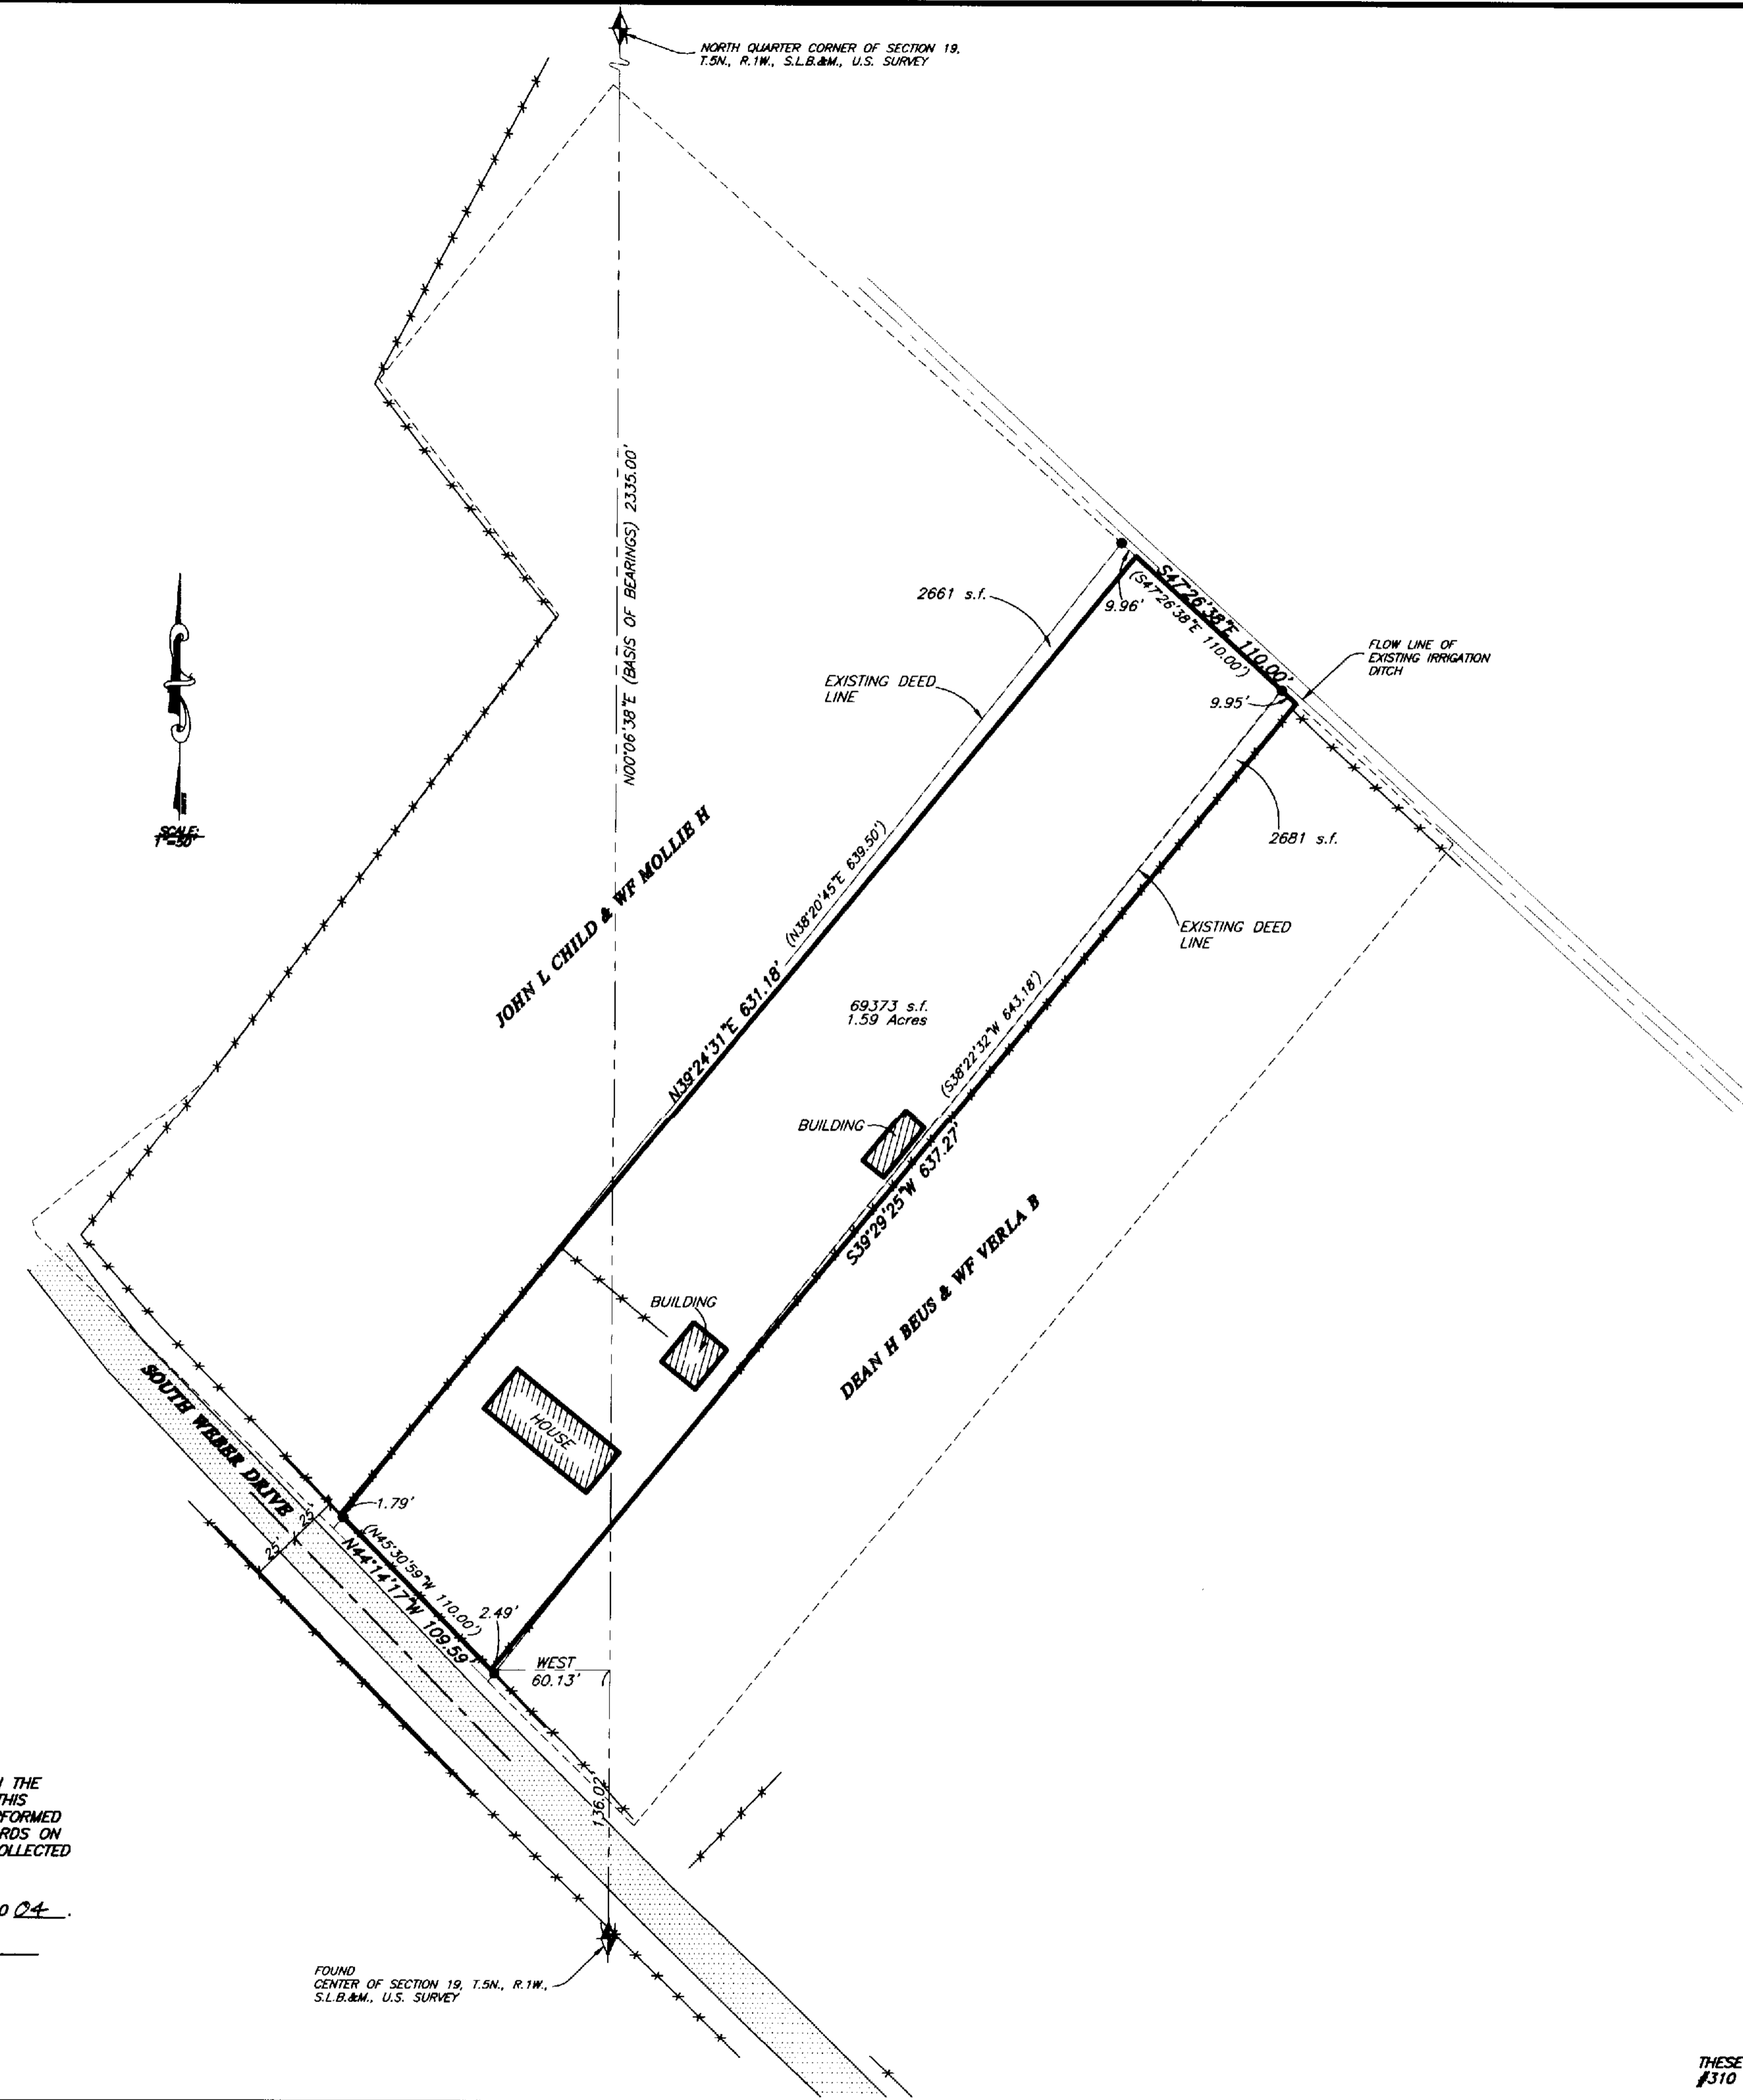 NORTH QUARTER CORNER OF SECTION 19,
T.5N., R.1W., S.L.B.&M., U.S. SURVEY
N00°06'38"E (BASIS OF BEARINGS) 2335.00'
SCALE:
1"=50'
2661 s.f.
9.96'
S47°26'38"E 110.00'
(S47°26'38"E 110.00')
FLOW LINE OF
EXISTING IRRIGATION
DITCH
EXISTING DEED
LINE
9.95'
2681 s.f.
JOHN L CHILD & WF MOLLIE H
(N38°20'45"E 639.50')
N39°24'31"E 631.18'
EXISTING DEED
LINE
69373 s.f.
1.59 Acres
(S38°22'32"W 643.18')
BUILDING
S39°29'25"W 637.27'
DEAN H BEUS & WF VERLA B
BUILDING
HOUSE
SOUTH WEBER DRIVE
25'
25'
1.79'
(N45°30'59"W 110.00')
N44°14'17"W 109.59'
2.49'
WEST
60.13'
136.02'
THE
THIS
FORMED
RDS ON
OLLECTED
0 04.
FOUND
CENTER OF SECTION 19, T.5N., R.1W.,
S.L.B.&M., U.S. SURVEY
THESE
#310